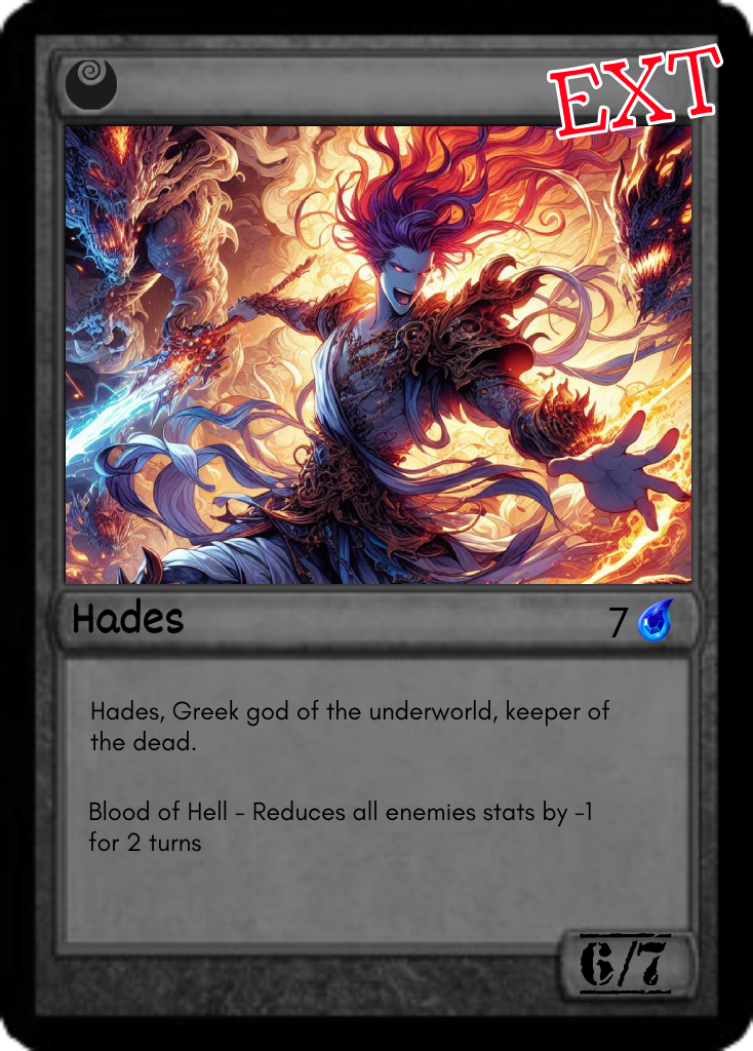 EXT
Hades
7
Hades, Greek god of the underworld, keeper of
the dead.
Blood of Hell - Reduces all enemies stats by -1
for 2 turns
6/7